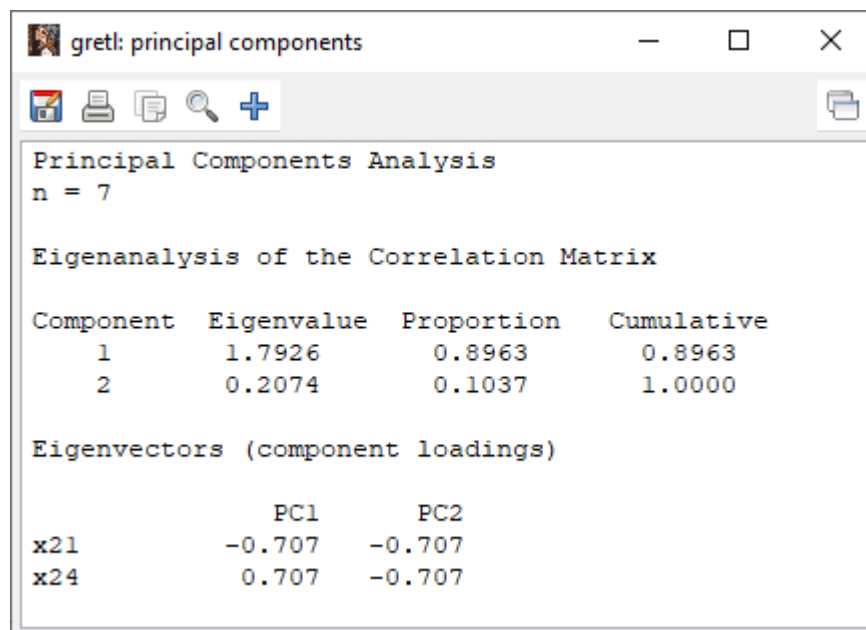 gretl: principal components
Principal Components Analysis
n = 7
Eigenanalysis of the Correlation Matrix
Component  Eigenvalue  Proportion   Cumulative
    1        1.7926        0.8963       0.8963
    2        0.2074        0.1037       1.0000
Eigenvectors (component loadings)
                PC1      PC2
x21          -0.707   -0.707
x24           0.707   -0.707